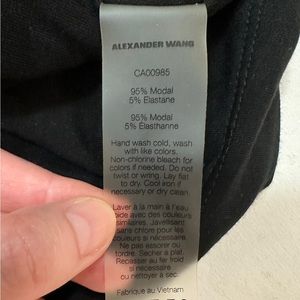 ALEXANDER WANG
CA00985
95% Modal
5% Elastane
95% Modal
5% Élasthanne
Hand wash cold, wash
with like colors.
Non-chlorine bleach for
colors if needed. Do not
twist or wring. Lay flat
to dry. Cool iron if
necessary or dry clean.
Laver à la main à l'eau
froide avec des couleurs
similaires. Javellisant
sans chlore pour les
couleurs si nécessaire.
Ne pas essorer ou
tordre. Secher a plat.
Repasser au fer froid
si nécessaire
ou nettoyer à sec.
Fabriqué au Vietnam